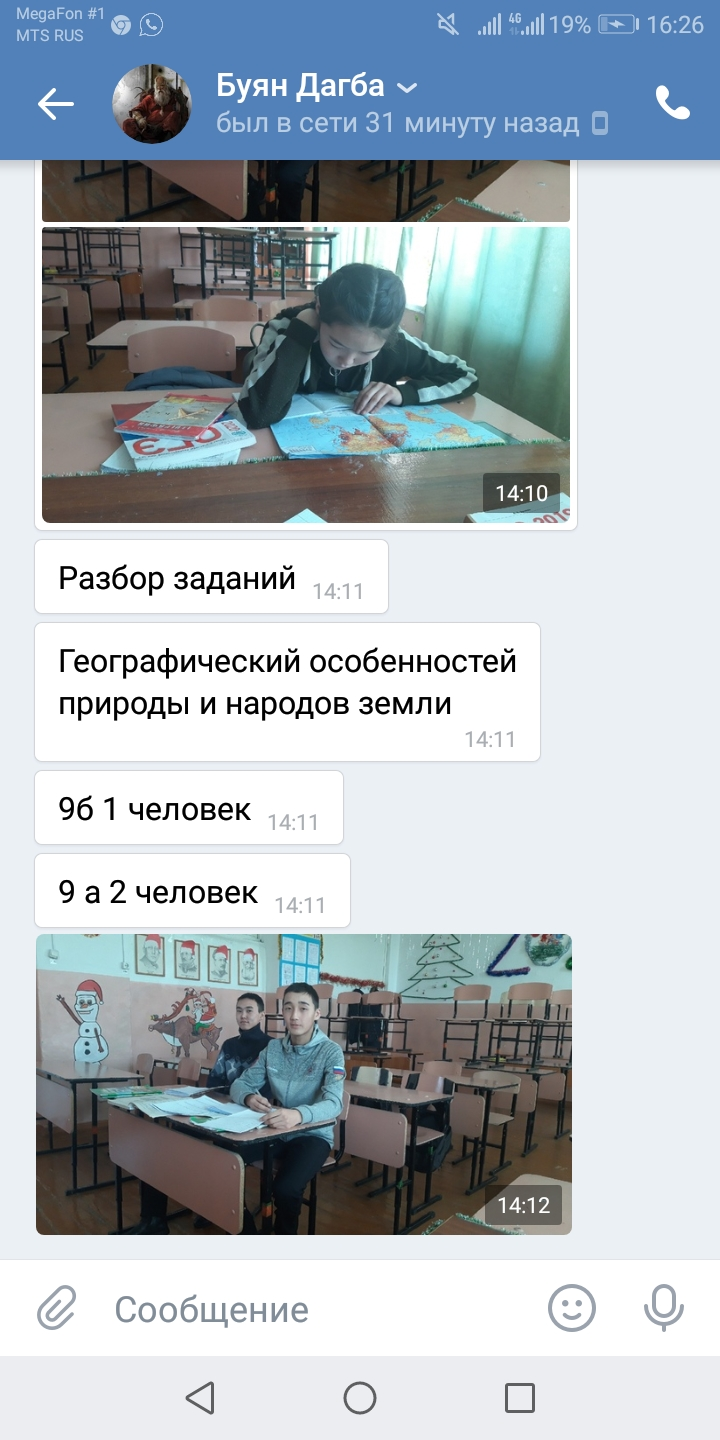 MegaFon #1
MTS RUS
4G
19%
16:26
Буян Дагба
был в сети 31 минуту назад
ОГЭ
14:10
Разбор заданий 14:11
Географический особенностей
природы и народов земли
14:11
9б 1 человек 14:11
9 а 2 человек 14:11
14:12
Сообщение